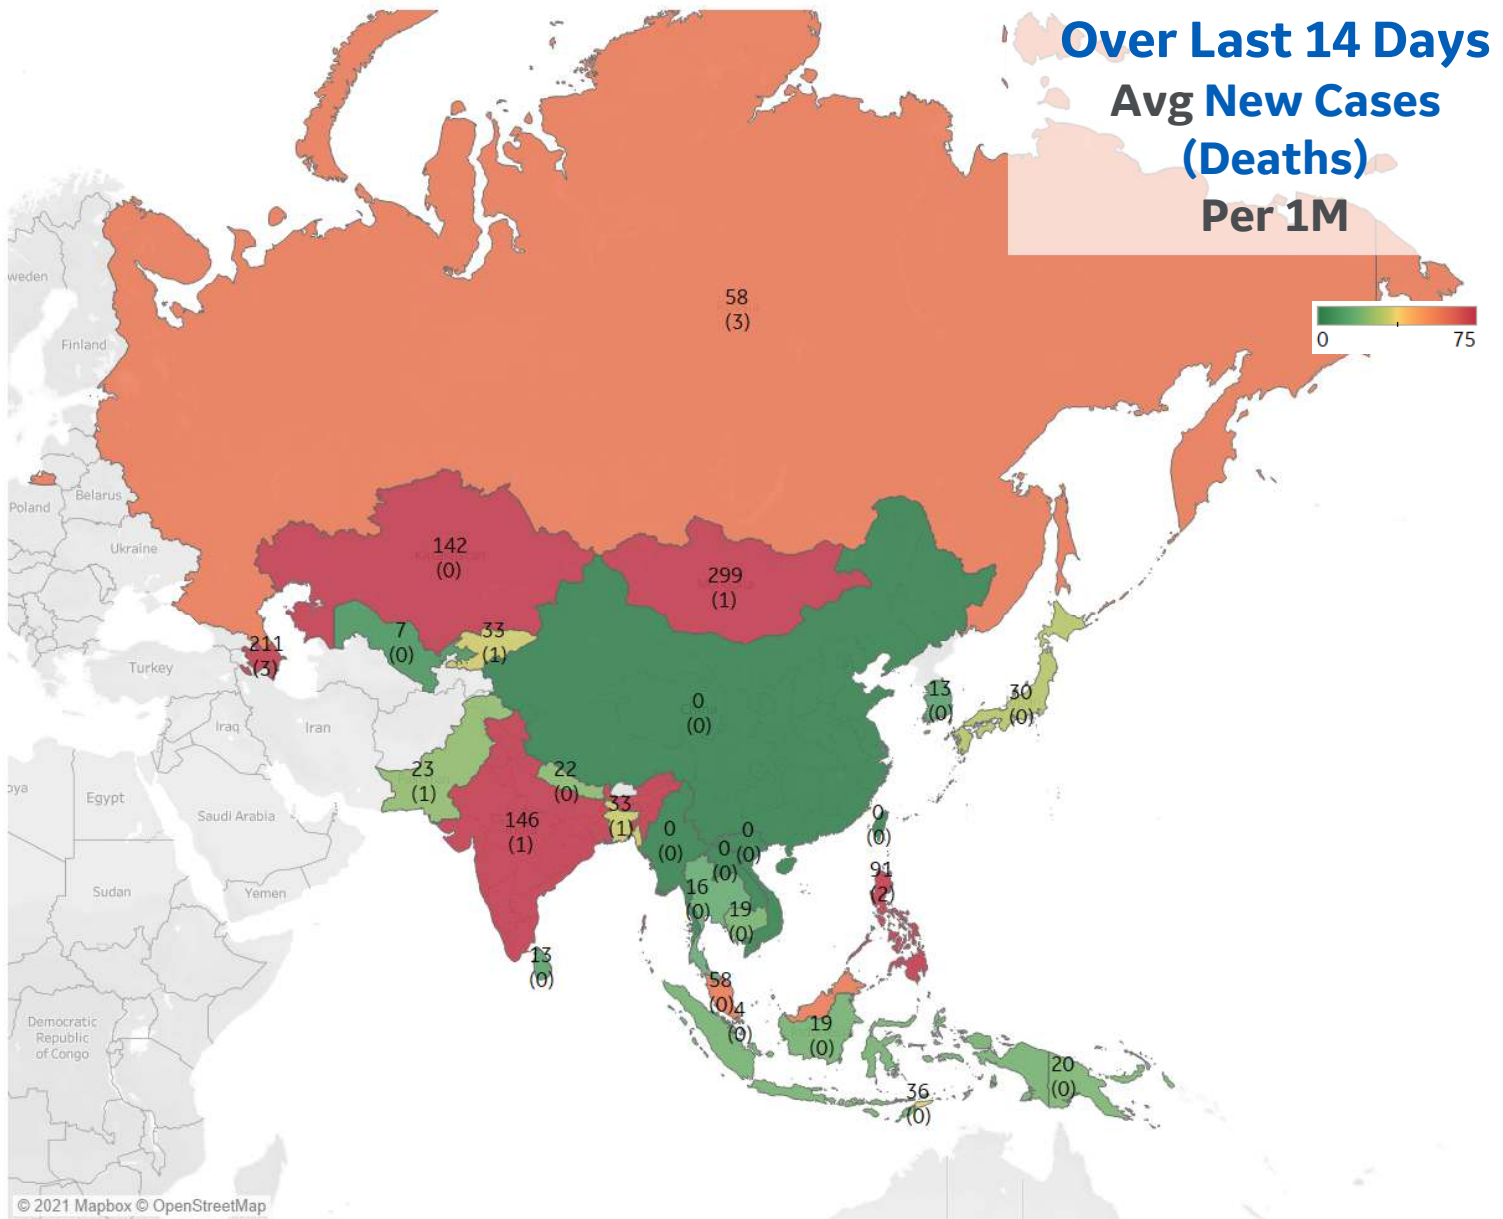 Over Last 14 Days
Avg New Cases
(Deaths)
Per 1M
0 75
58
(3)
weden
Finland
Poland
Belarus
Ukraine
142
(0)
299
(1)
211
(3)
7
(0)
33
(1)
Turkey
Iraq
Iran
0
(0)
13
(0)
30
(0)
23
(1)
22
(0)
33
(1)
146
(1)
oya
Egypt
Saudi Arabia
Sudan
Yemen
0
(0)
0
(0)
0
(0)
0
(0)
91
(2)
16
(0)
19
(0)
13
(0)
58
(0)
4
(0)
19
(0)
20
(0)
36
(0)
Democratic
Republic
of Congo
© 2021 Mapbox © OpenStreetMap